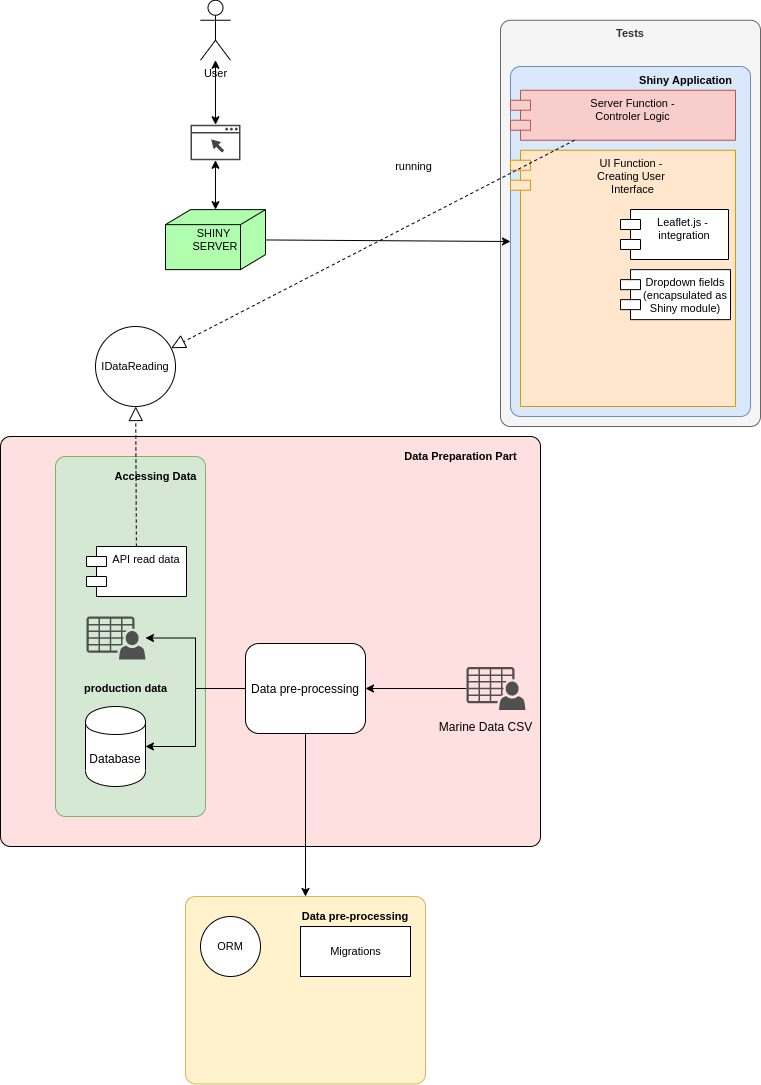 User
Tests
Shiny Application
Server Function -
Controler Logic
UI Function -
Creating User
Interface
running
Leaflet.js -
integration
SHINY
SERVER
Dropdown fields
(encapsulated as
Shiny module)
IDataReading
Data Preparation Part
Accessing Data
API read data
production data
Data pre-processing
Marine Data CSV
Database
Data pre-processing
ORM
Migrations